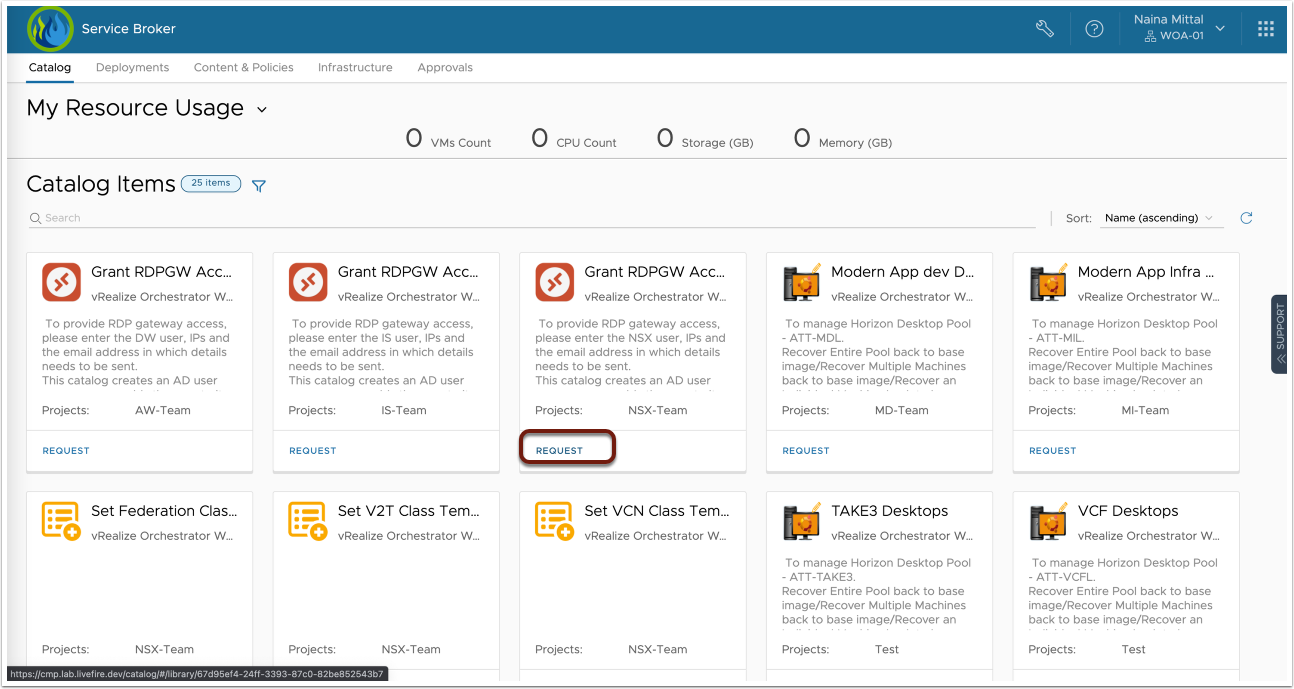 Service Broker
Naina Mittal
WOA-01
Catalog
Deployments
Content & Policies
Infrastructure
Approvals
My Resource Usage
0 VMs Count
0 CPU Count
0 Storage (GB)
0 Memory (GB)
Catalog Items
25 items
Search
Sort:
Name (ascending)
Grant RDPGW Acc...
vRealize Orchestrator W...
To provide RDP gateway access,
please enter the DW user, IPs and
the email address in which details
needs to be sent.
This catalog creates an AD user
Projects: AW-Team
REQUEST
Grant RDPGW Acc...
vRealize Orchestrator W...
To provide RDP gateway access,
please enter the IS user, IPs and
the email address in which details
needs to be sent.
This catalog creates an AD user
Projects: IS-Team
REQUEST
Grant RDPGW Acc...
vRealize Orchestrator W...
To provide RDP gateway access,
please enter the NSX user, IPs and
the email address in which details
needs to be sent.
This catalog creates an AD user
Projects: NSX-Team
REQUEST
Modern App dev D...
vRealize Orchestrator W...
To manage Horizon Desktop Pool
- ATT-MDL.
Recover Entire Pool back to base
image/Recover Multiple Machines
back to base image/Recover an
Projects: MD-Team
REQUEST
Modern App Infra ...
vRealize Orchestrator W...
To manage Horizon Desktop Pool
- ATT-MIL.
Recover Entire Pool back to base
image/Recover Multiple Machines
back to base image/Recover an
Projects: MI-Team
REQUEST
SUPPORT
Set Federation Clas...
vRealize Orchestrator W...
Projects: NSX-Team
Set V2T Class Tem...
vRealize Orchestrator W...
Projects: NSX-Team
Set VCN Class Tem...
vRealize Orchestrator W...
Projects: NSX-Team
TAKE3 Desktops
vRealize Orchestrator W...
To manage Horizon Desktop Pool
- ATT-TAKE3.
Recover Entire Pool back to base
image/Recover Multiple Machines
back to base image/Recover an
Projects: Test
VCF Desktops
vRealize Orchestrator W...
To manage Horizon Desktop Pool
- ATT-VCFL.
Recover Entire Pool back to base
image/Recover Multiple Machines
back to base image/Recover an
Projects: Test
https://cmp.lab.livefire.dev/catalog/#/library/67d95ef4-24ff-3393-87c0-82be852543b7